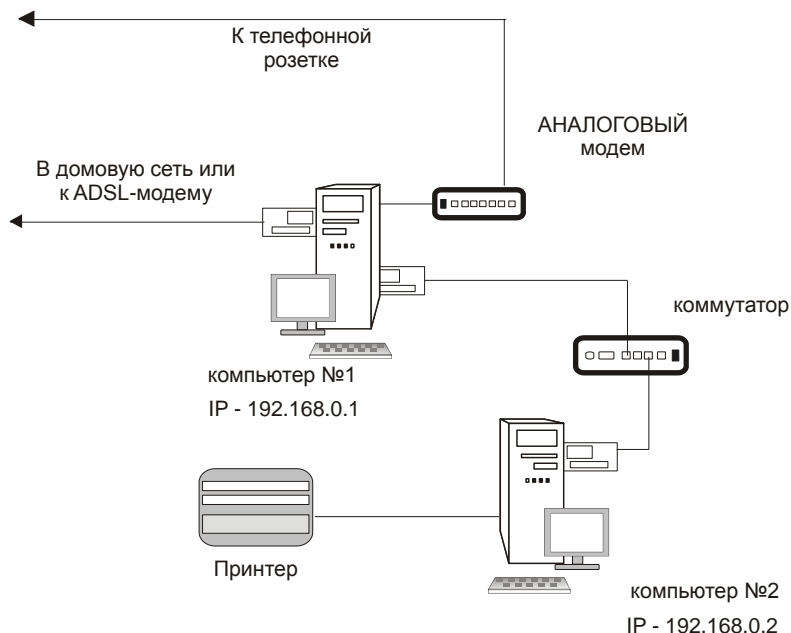 К телефонной
розетке
АНАЛОГОВЫЙ
модем
В домовую сеть или
к ADSL-модему
коммутатор
компьютер №1
IP - 192.168.0.1
Принтер
компьютер №2
IP - 192.168.0.2